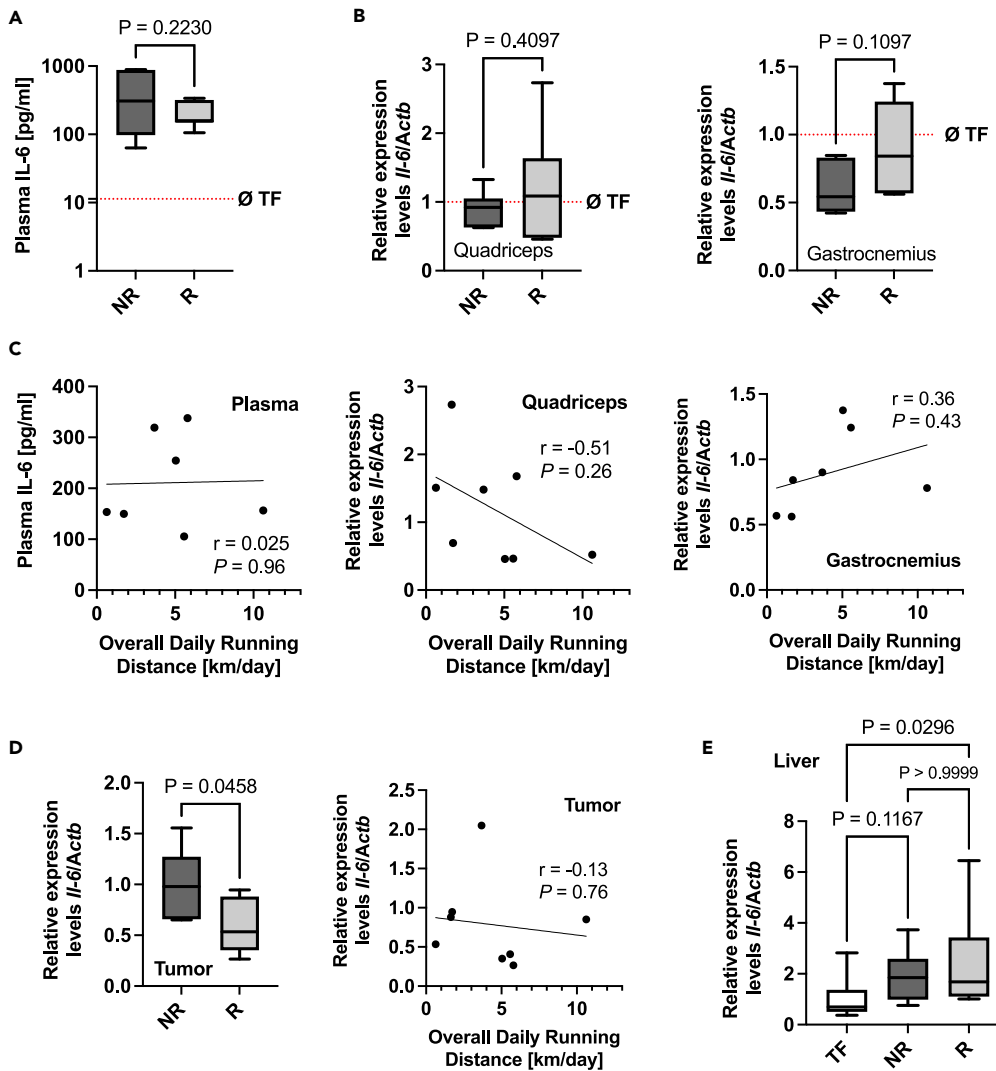 A
P = 0.2230
Plasma IL-6 [pg/ml]
1000
100
10
1
Ø TF
NR
R
B
P = 0.4097
Relative expression
levels Il-6/Actb
3
2
1
0
Ø TF
Quadriceps
NR
R
P = 0.1097
Relative expression
levels Il-6/Actb
1.5
1.0
0.5
0.0
Ø TF
Gastrocnemius
NR
R
C
Plasma IL-6 [pg/ml]
400
300
200
100
0
Plasma
r = 0.025
P = 0.96
0
5
10
Overall Daily Running
Distance [km/day]
Relative expression
levels Il-6/Actb
3
2
1
0
Quadriceps
r = -0.51
P = 0.26
0
5
10
Overall Daily Running
Distance [km/day]
Relative expression
levels Il-6/Actb
1.5
1.0
0.5
0.0
r = 0.36
P = 0.43
Gastrocnemius
0
5
10
Overall Daily Running
Distance [km/day]
D
P = 0.0458
Relative expression
levels Il-6/Actb
2.0
1.5
1.0
0.5
0.0
Tumor
NR
R
Relative expression
levels Il-6/Actb
2.5
2.0
1.5
1.0
0.5
0.0
Tumor
r = -0.13
P = 0.76
0
5
10
Overall Daily Running
Distance [km/day]
E
Liver
P = 0.0296
P > 0.9999
P = 0.1167
Relative expression
levels Il-6/Actb
8
6
4
2
0
TF
NR
R